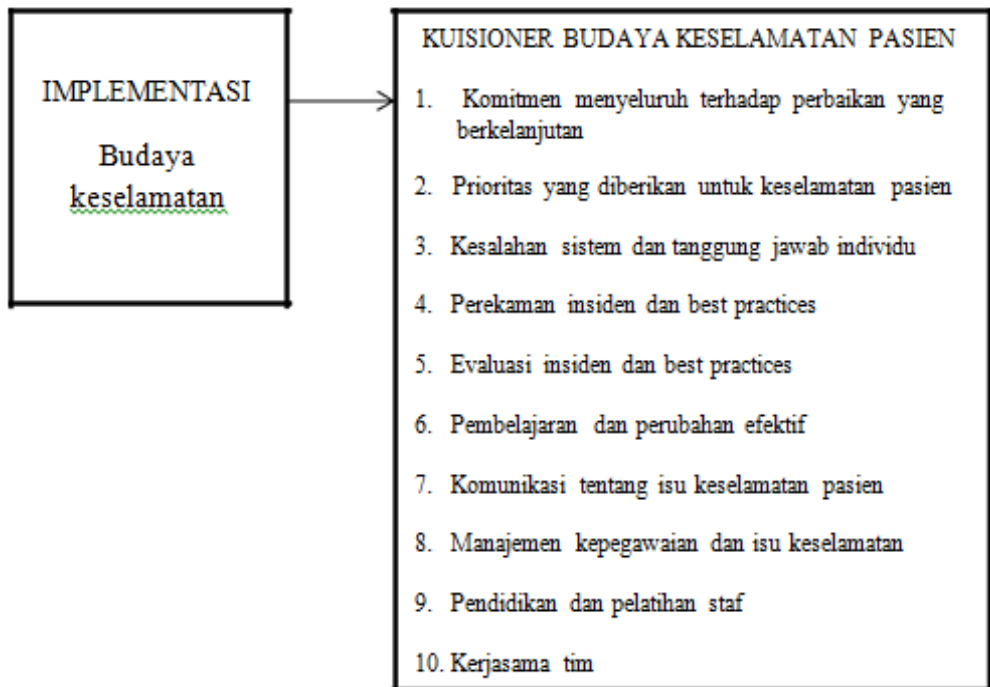 IMPLEMENTASI
Budaya
keselamatan
KUISIONER BUDAYA KESELAMATAN PASIEN
1. Komitmen menyeluruh terhadap perbaikan yang
berkelanjutan
2. Prioritas yang diberikan untuk keselamatan pasien
3. Kesalahan sistem dan tanggung jawab individu
4. Perekaman insiden dan best practices
5. Evaluasi insiden dan best practices
6. Pembelajaran dan perubahan efektif
7. Komunikasi tentang isu keselamatan pasien
8. Manajemen kepegawaian dan isu keselamatan
9. Pendidikan dan pelatihan staf
10. Kerjasama tim